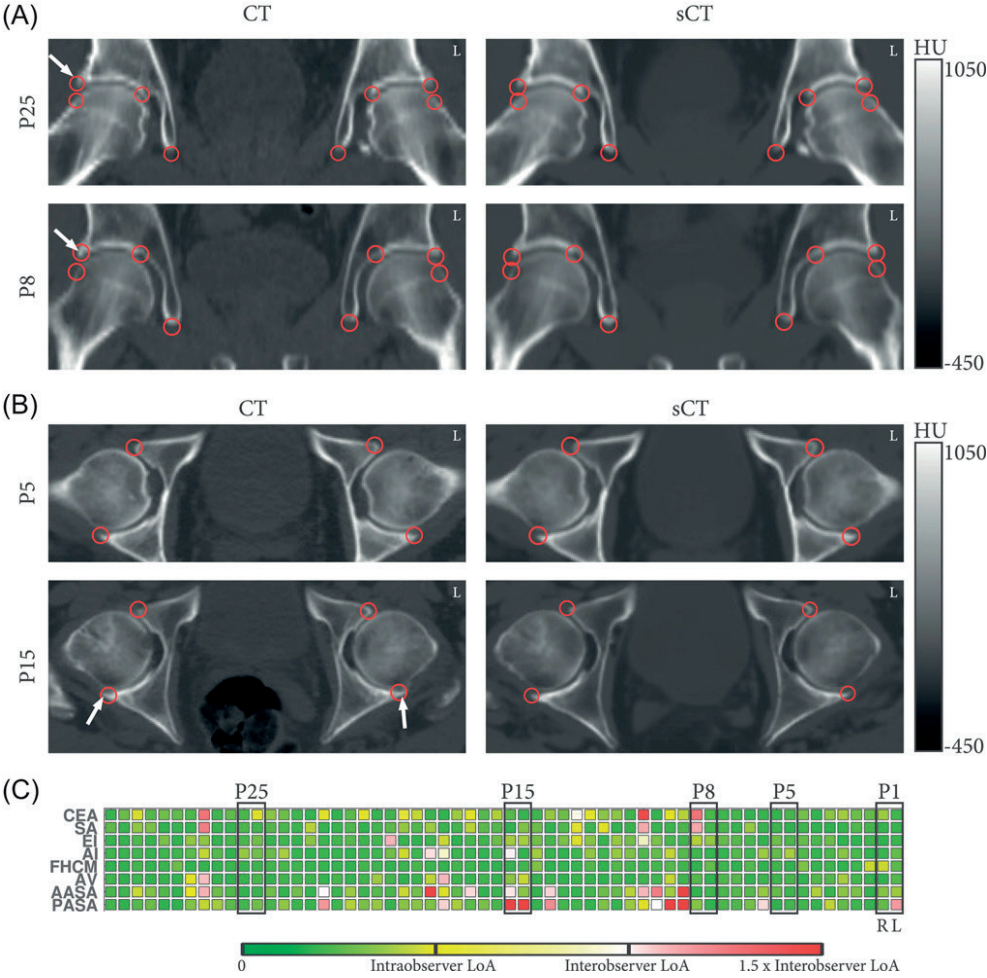 (A)
CT
sCT
P25
L
L
HU
1050
P8
L
L
-450
(B)
CT
sCT
P5
L
L
HU
1050
P15
L
L
-450
(C)
P25 P15 P8 P5 P1
CEA
SA
EI
AI
FHCM
AV
AASA
PASA
R L
0 Intraobserver LoA Interobserver LoA 1.5 x Interobserver LoA